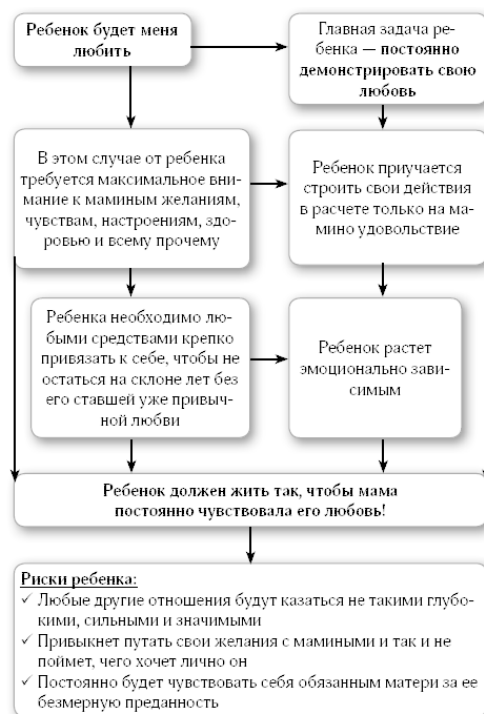 Ребенок будет меня
любить
Главная задача ре-
бенка — постоянно
демонстрировать свою
любовь
В этом случае от ребенка
требуется максимальное вни-
мание к маминым желаниям,
чувствам, настроениям, здо-
ровью и всему прочему
Ребенок приучается
строить свои действия
в расчете только на ма-
мино удовольствие
Ребенка необходимо лю-
быми средствами крепко
привязать к себе, чтобы не
остаться на склоне лет без
его ставшей уже привыч-
ной любви
Ребенок растет
эмоционально зави-
симым
Ребенок должен жить так, чтобы мама
постоянно чувствовала его любовь!
Риски ребенка:
✓ Любые другие отношения будут казаться не такими глубо-
кими, сильными и значимыми
✓ Привыкнет путать свои желания с мамиными и так и не
поймет, чего хочет лично он
✓ Постоянно будет чувствовать себя обязанным матери за ее
безмерную преданность